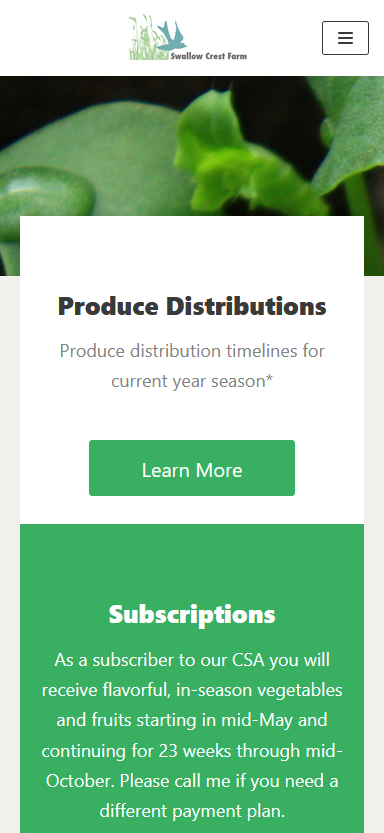 Swallow Crest Farm
Produce Distributions
Produce distribution timelines for
current year season*
Learn More
Subscriptions
As a subscriber to our CSA you will
receive flavorful, in-season vegetables
and fruits starting in mid-May and
continuing for 23 weeks through mid-
October. Please call me if you need a
different payment plan.